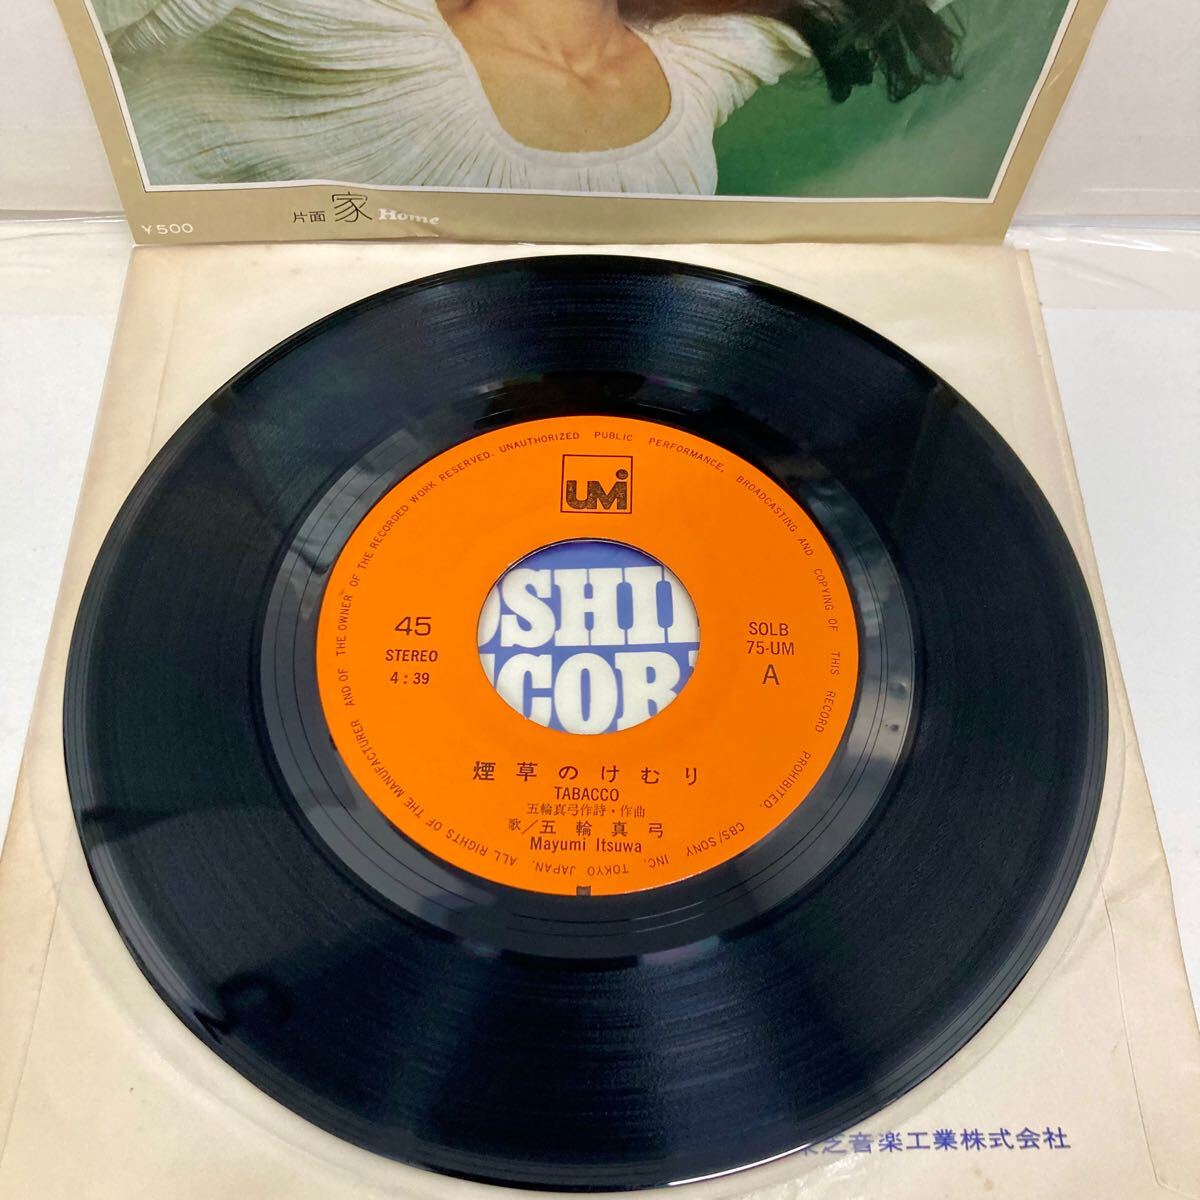 片面 家 Home
¥500
ALL RIGHTS OF THE MANUFACTURER AND OF THE OWNER OF THE RECORDED WORK RESERVED. UNAUTHORIZED PUBLIC PERFORMANCE, BROADCASTING AND COPYING OF THIS RECORD PROHIBITED.
UMi
OSHI
COR
45
STEREO
4:39
SOLB
75-UM
A
煙草のけむり
TABACCO
五輪真弓作詩・作曲
歌/五輪真弓
Mayumi Itsuwa
CBS/SONY INC. TOKYO JAPAN.
芝音楽工業株式会社